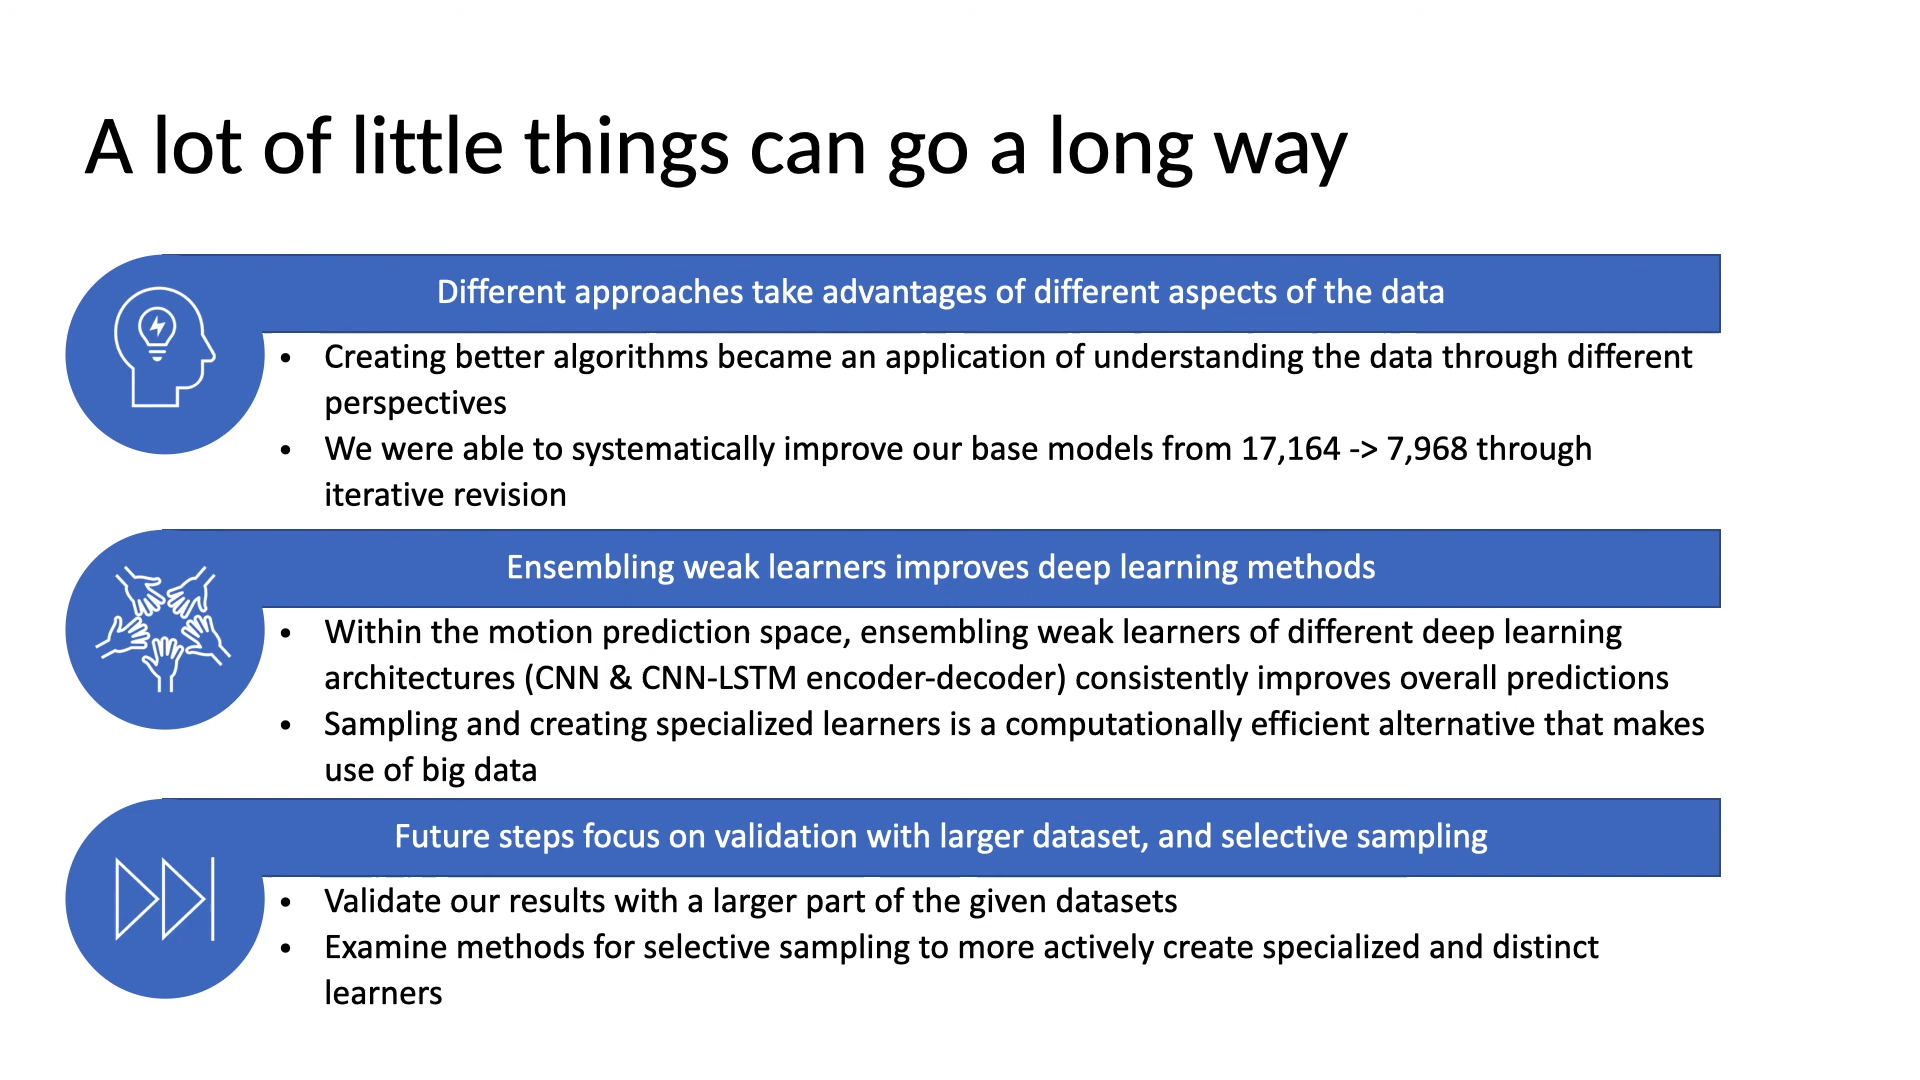 A lot of little things can go a long way
Different approaches take advantages of different aspects of the data
• Creating better algorithms became an application of understanding the data through different
perspectives
• We were able to systematically improve our base models from 17,164 -> 7,968 through
iterative revision
Ensembling weak learners improves deep learning methods
• Within the motion prediction space, ensembling weak learners of different deep learning
architectures (CNN & CNN-LSTM encoder-decoder) consistently improves overall predictions
• Sampling and creating specialized learners is a computationally efficient alternative that makes
use of big data
Future steps focus on validation with larger dataset, and selective sampling
• Validate our results with a larger part of the given datasets
• Examine methods for selective sampling to more actively create specialized and distinct
learners